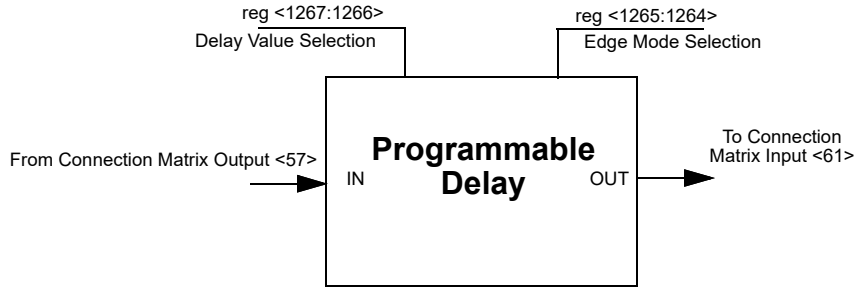 reg <1267:1266>
Delay Value Selection
reg <1265:1264>
Edge Mode Selection
From Connection Matrix Output <57>
IN
Programmable
Delay
OUT
To Connection
Matrix Input <61>